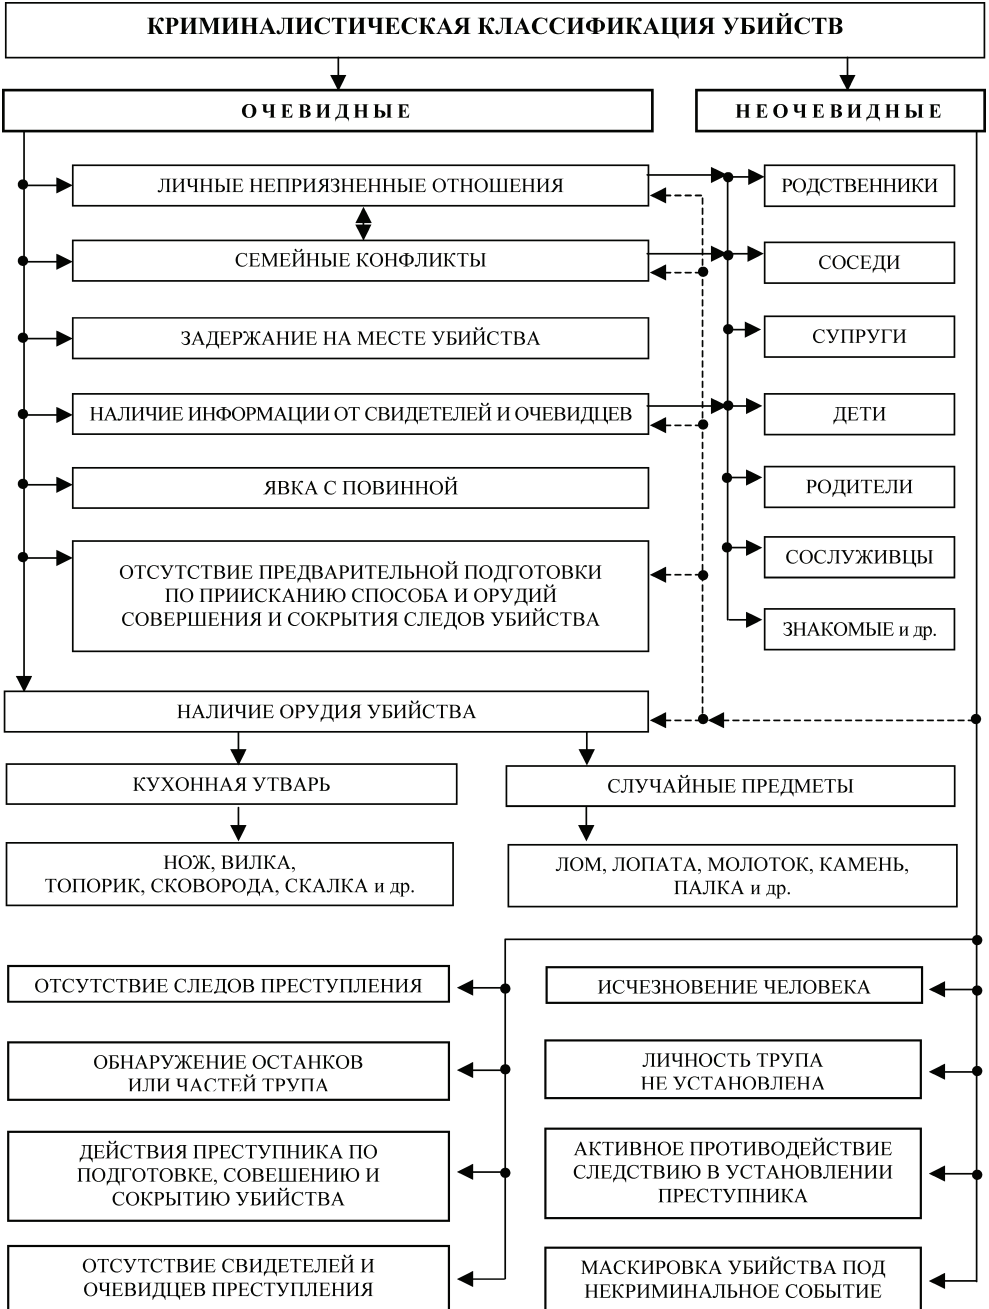 КРИМИНАЛИСТИЧЕСКАЯ КЛАССИФИКАЦИЯ УБИЙСТВ
ОЧЕВИДНЫЕ
НЕОЧЕВИДНЫЕ
ЛИЧНЫЕ НЕПРИЯЗНЕННЫЕ ОТНОШЕНИЯ
СЕМЕЙНЫЕ КОНФЛИКТЫ
ЗАДЕРЖАНИЕ НА МЕСТЕ УБИЙСТВА
НАЛИЧИЕ ИНФОРМАЦИИ ОТ СВИДЕТЕЛЕЙ И ОЧЕВИДЦЕВ
ЯВКА С ПОВИННОЙ
ОТСУТСТВИЕ ПРЕДВАРИТЕЛЬНОЙ ПОДГОТОВКИ
ПО ПРИИСКАНИЮ СПОСОБА И ОРУДИЙ
СОВЕРШЕНИЯ И СОКРЫТИЯ СЛЕДОВ УБИЙСТВА
РОДСТВЕННИКИ
СОСЕДИ
СУПРУГИ
ДЕТИ
РОДИТЕЛИ
СОСЛУЖИВЦЫ
ЗНАКОМЫЕ и др.
НАЛИЧИЕ ОРУДИЯ УБИЙСТВА
КУХОННАЯ УТВАРЬ
СЛУЧАЙНЫЕ ПРЕДМЕТЫ
НОЖ, ВИЛКА,
ТОПОРИК, СКОВОРОДА, СКАЛКА и др.
ЛОМ, ЛОПАТА, МОЛОТОК, КАМЕНЬ,
ПАЛКА и др.
ОТСУТСТВИЕ СЛЕДОВ ПРЕСТУПЛЕНИЯ
ИСЧЕЗНОВЕНИЕ ЧЕЛОВЕКА
ОБНАРУЖЕНИЕ ОСТАНКОВ
ИЛИ ЧАСТЕЙ ТРУПА
ЛИЧНОСТЬ ТРУПА
НЕ УСТАНОВЛЕНА
ДЕЙСТВИЯ ПРЕСТУПНИКА ПО
ПОДГОТОВКЕ, СОВЕШЕНИЮ И
СОКРЫТИЮ УБИЙСТВА
АКТИВНОЕ ПРОТИВОДЕЙСТВИЕ
СЛЕДСТВИЮ В УСТАНОВЛЕНИИ
ПРЕСТУПНИКА
ОТСУТСТВИЕ СВИДЕТЕЛЕЙ И
ОЧЕВИДЦЕВ ПРЕСТУПЛЕНИЯ
МАСКИРОВКА УБИЙСТВА ПОД
НЕКРИМИНАЛЬНОЕ СОБЫТИЕ